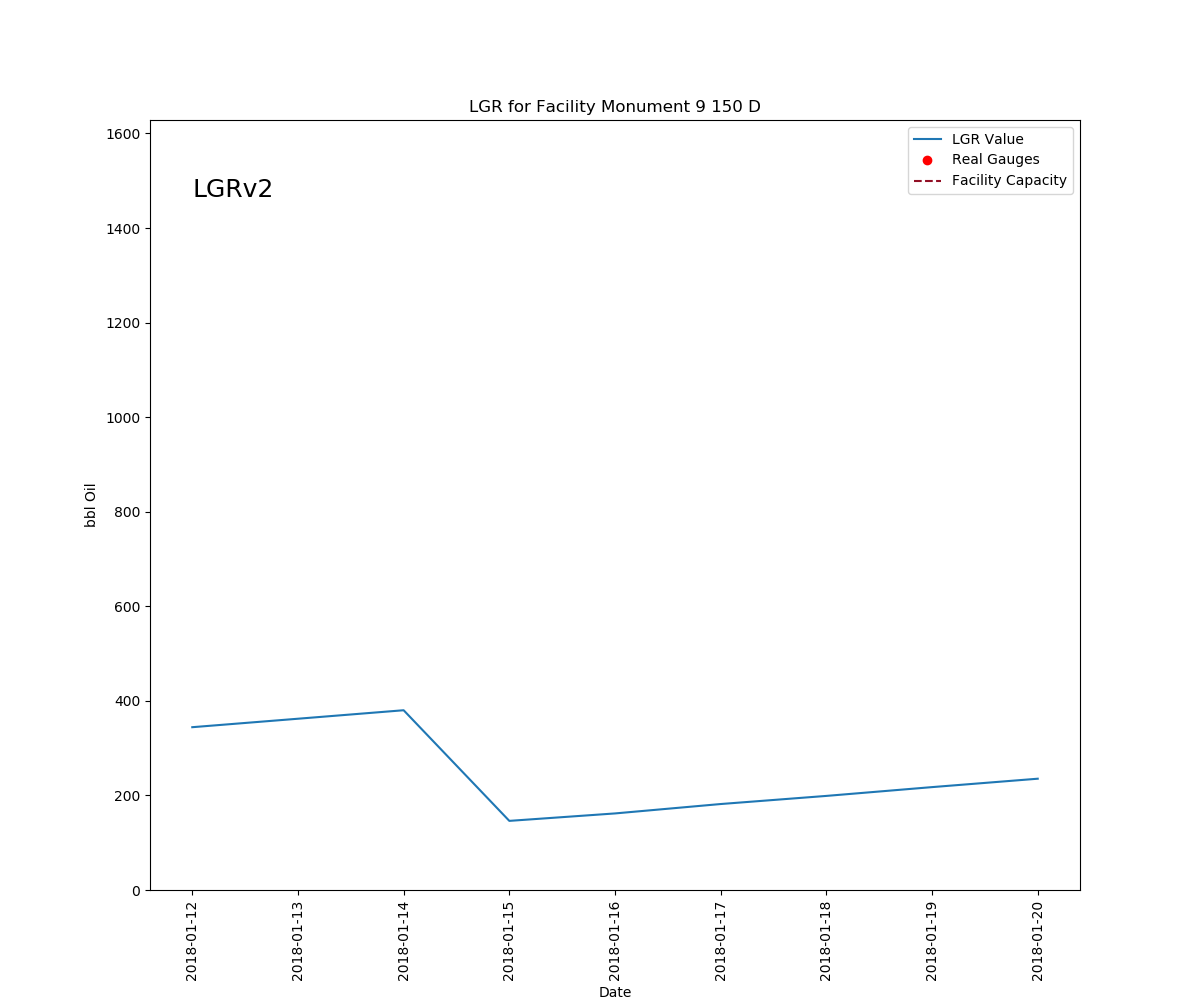 LGR for Facility Monument 9 150 D
LGRv2
LGR Value
Real Gauges
Facility Capacity
1600
1400
1200
1000
800
600
400
200
0
bbl Oil
2018-01-12
2018-01-13
2018-01-14
2018-01-15
2018-01-16
2018-01-17
2018-01-18
2018-01-19
2018-01-20
Date